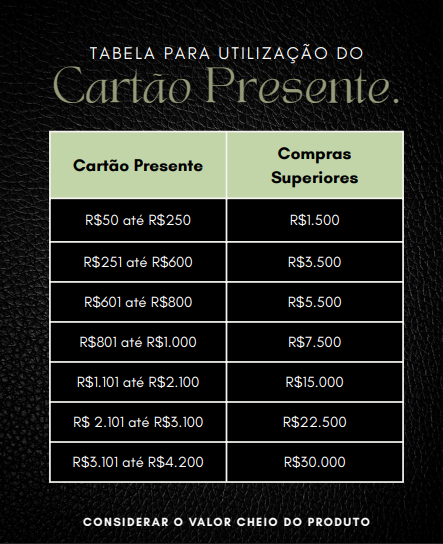 TABELA PARA UTILIZAÇÃO DO
Cartão Presente.
Cartão Presente
Compras
Superiores
R$50 até R$250
R$1.500
R$251 até R$600
R$3.500
R$601 até R$800
R$5.500
R$801 até R$1.000
R$7.500
R$1.101 até R$2.100
R$15.000
R$ 2.101 até R$3.100
R$22.500
R$3.101 até R$4.200
R$30.000
CONSIDERAR O VALOR CHEIO DO PRODUTO